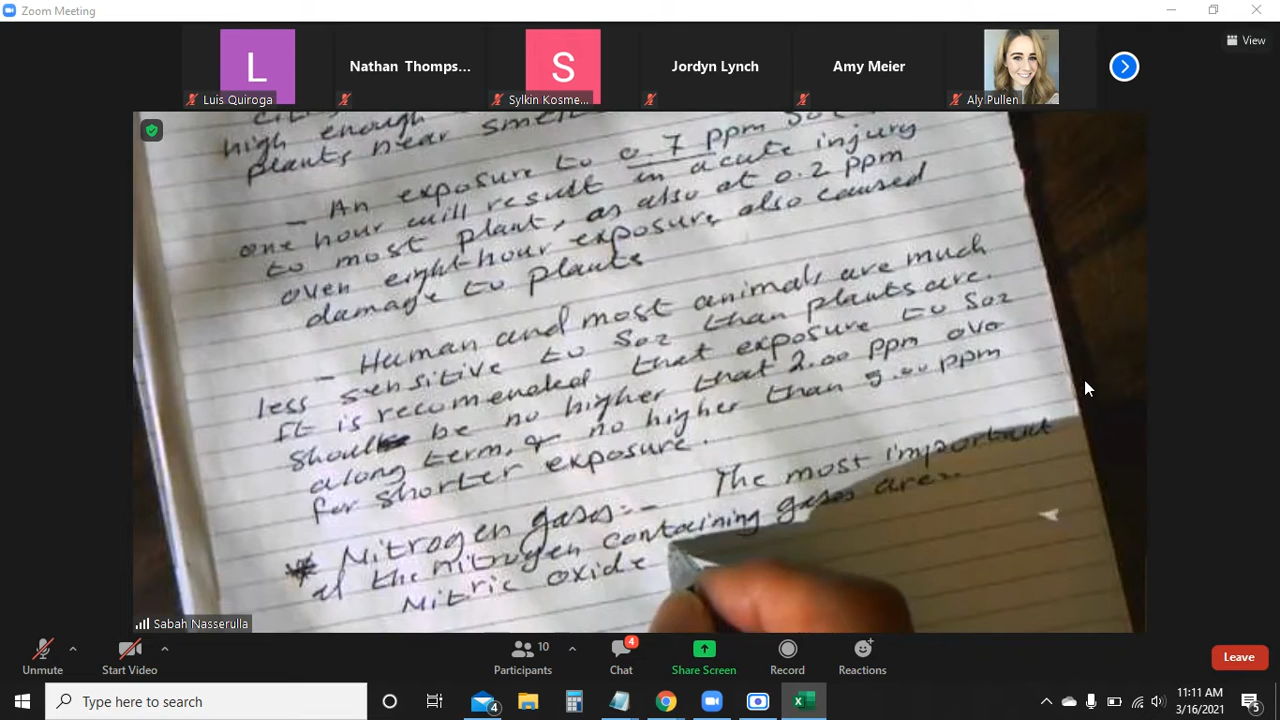 Zoom Meeting
View
L
Luis Quiroga
Nathan Thomps...
S
Sylkin Kosme...
Jordyn Lynch
Amy Meier
Aly Pullen
high enough
plants near
- An exposure to 0.7 ppm
one hour will result in acute injury
to most plant, as also at 0.2 ppm
oven eight-hour exposure, also caused
damage to plants
- Human and most animals are much
less sensitive to SO2 than plants are.
It is recomended that exposure to SO2
should be no higher that 2.00 ppm ova
along term, & no higher than 5.00 ppm
for shorter exposure.
* Nitrogen gases:- The most important
of the nitrogen containing gases are:-
Nitric oxide
Sabah Nasserulla
Unmute
Start Video
10
Participants
4
Chat
Share Screen
Record
Reactions
Leave
Type here to search
4
11:11 AM
3/16/2021
5